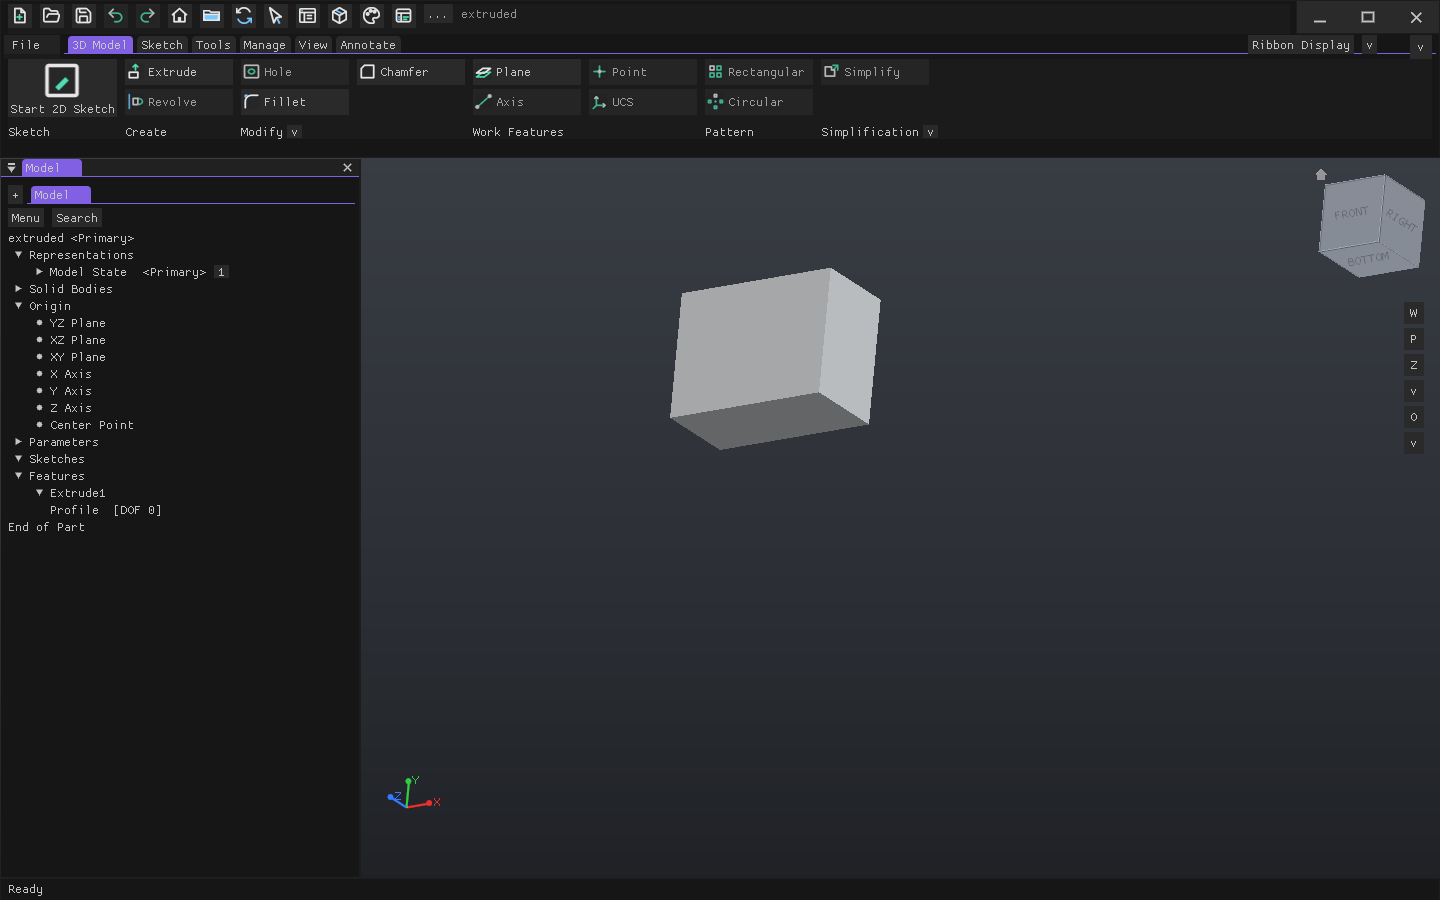 ... extruded
File 3D Model Sketch Tools Manage View Annotate Ribbon Display v v
Start 2D Sketch
Extrude Hole Chamfer Plane Point Rectangular Simplify
Revolve Fillet Axis UCS Circular
Sketch Create Modify v Work Features Pattern Simplification v
Model
+ Model
Menu Search
extruded <Primary>
Representations
Model State <Primary> 1
Solid Bodies
Origin
YZ Plane
XZ Plane
XY Plane
X Axis
Y Axis
Z Axis
Center Point
Parameters
Sketches
Features
Extrude1
Profile [DOF 0]
End of Part
FRONT
RIGHT
BOTTOM
W
P
Z
v
O
v
Y
Z
X
Ready